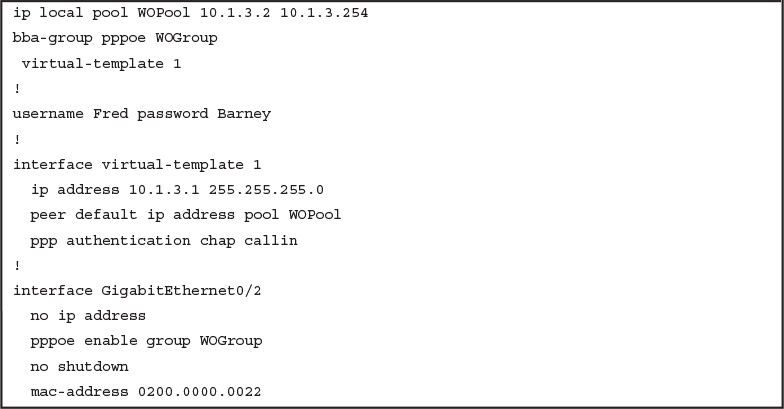 ip local pool WOPool 10.1.3.2 10.1.3.254
bba-group pppoe WOGroup
 virtual-template 1
!
username Fred password Barney
!
interface virtual-template 1
  ip address 10.1.3.1 255.255.255.0
  peer default ip address pool WOPool
  ppp authentication chap callin
!
interface GigabitEthernet0/2
  no ip address
  pppoe enable group WOGroup
  no shutdown
  mac-address 0200.0000.0022